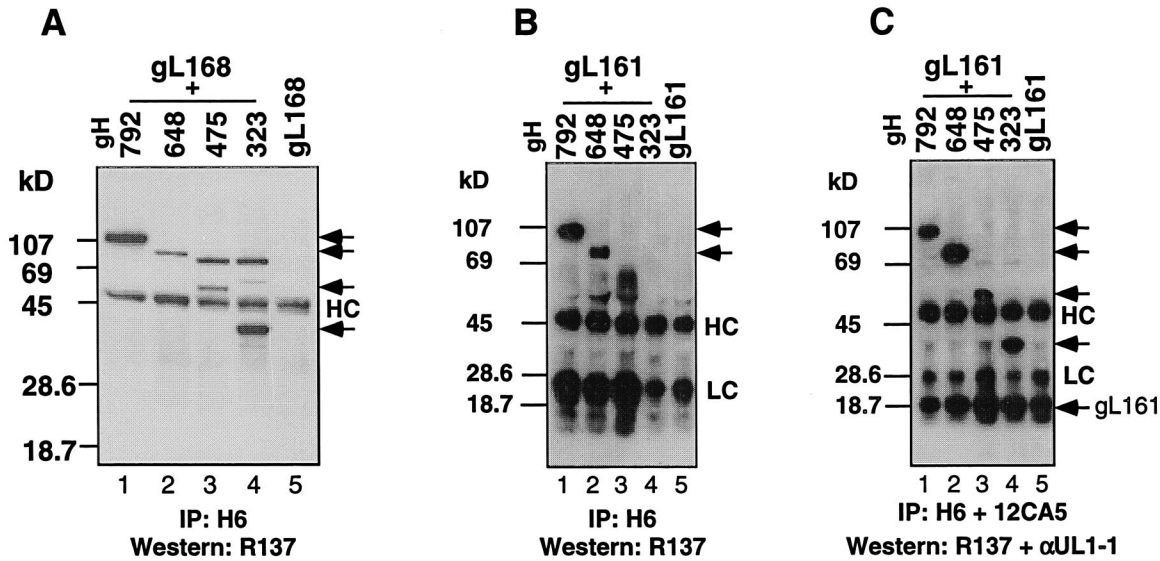 A
gL168
+
gH
792
648
475
323
gL168
kD
107
69
45
28.6
18.7
HC
1 2 3 4 5
IP: H6
Western: R137
B
gL161
+
gH
792
648
475
323
gL161
kD
107
69
45
28.6
18.7
HC
LC
1 2 3 4 5
IP: H6
Western: R137
C
gL161
+
gH
792
648
475
323
gL161
kD
107
69
45
28.6
18.7
HC
LC
gL161
1 2 3 4 5
IP: H6 + 12CA5
Western: R137 + αUL1-1